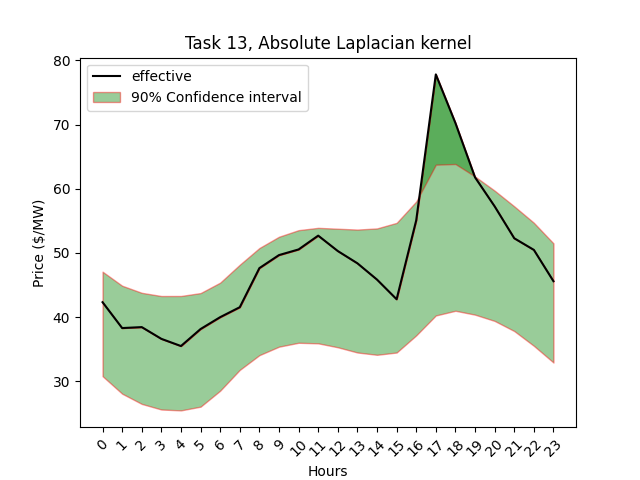 Task 13, Absolute Laplacian kernel
effective
90% Confidence interval
Price ($/MW)
80
70
60
50
40
30
0 1 2 3 4 5 6 7 8 9 10 11 12 13 14 15 16 17 18 19 20 21 22 23
Hours